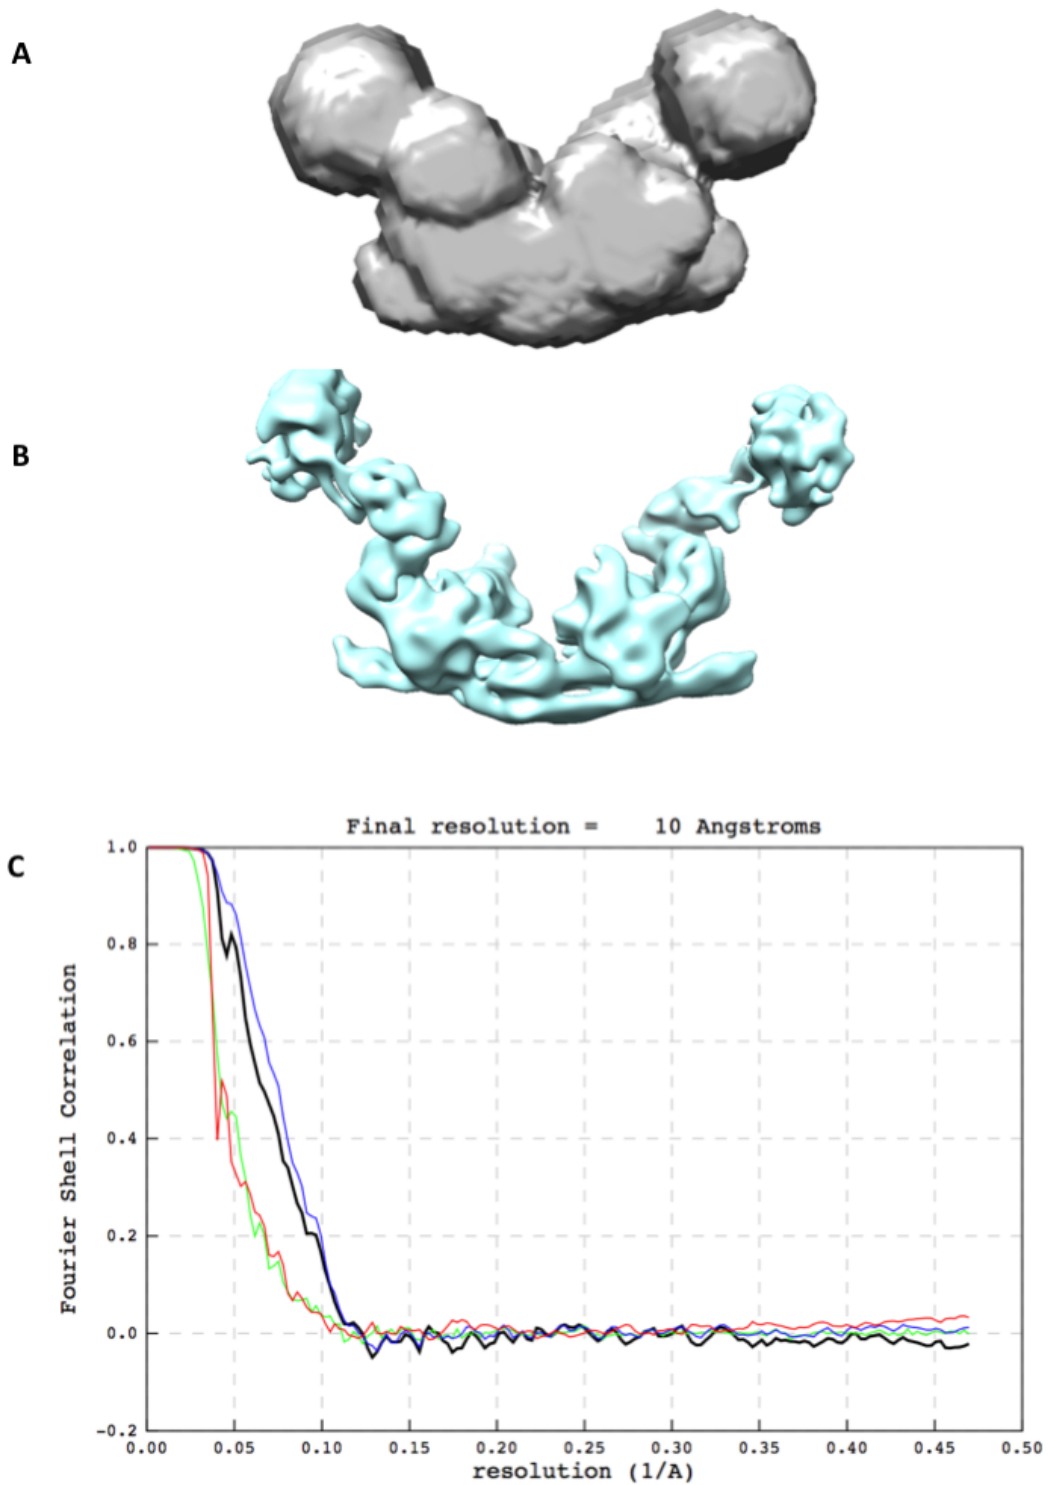 A
B
C
Final resolution = 10 Angstroms
1.0
0.8
0.6
0.4
0.2
0.0
-0.2
Fourier Shell Correlation
0.00 0.05 0.10 0.15 0.20 0.25 0.30 0.35 0.40 0.45 0.50
resolution (1/A)